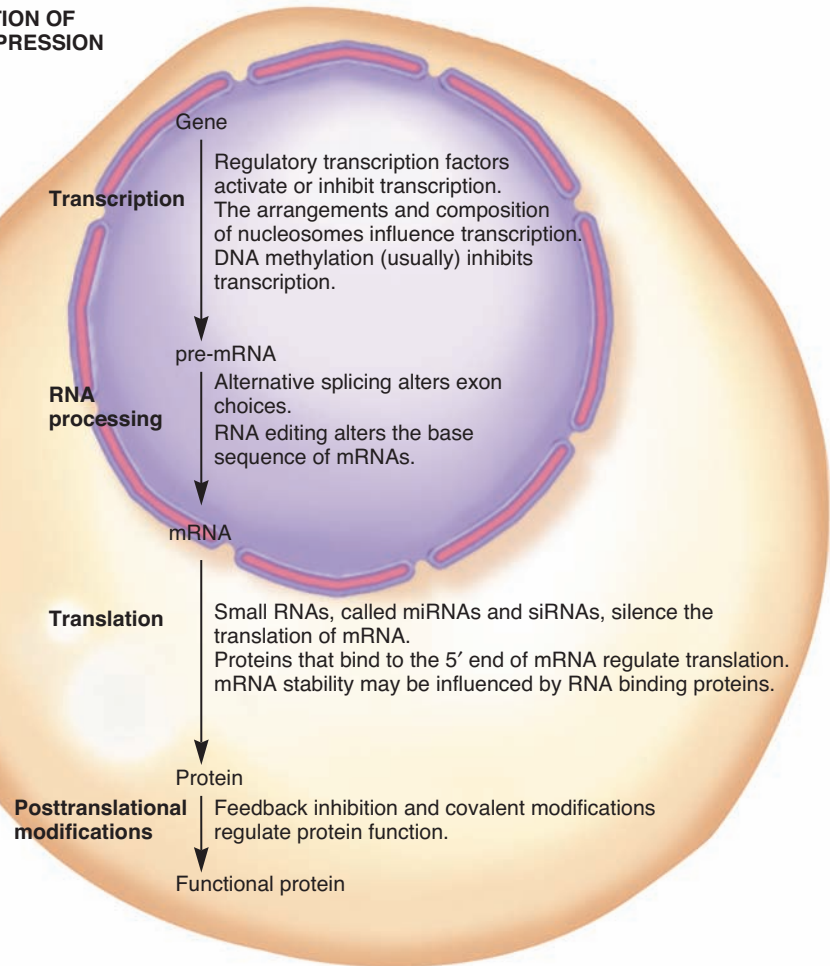 TION OF
PRESSION
Gene
Transcription
Regulatory transcription factors
activate or inhibit transcription.
The arrangements and composition
of nucleosomes influence transcription.
DNA methylation (usually) inhibits
transcription.
pre-mRNA
RNA
processing
Alternative splicing alters exon
choices.
RNA editing alters the base
sequence of mRNAs.
mRNA
Translation
Small RNAs, called miRNAs and siRNAs, silence the
translation of mRNA.
Proteins that bind to the 5′ end of mRNA regulate translation.
mRNA stability may be influenced by RNA binding proteins.
Protein
Posttranslational
modifications
Feedback inhibition and covalent modifications
regulate protein function.
Functional protein